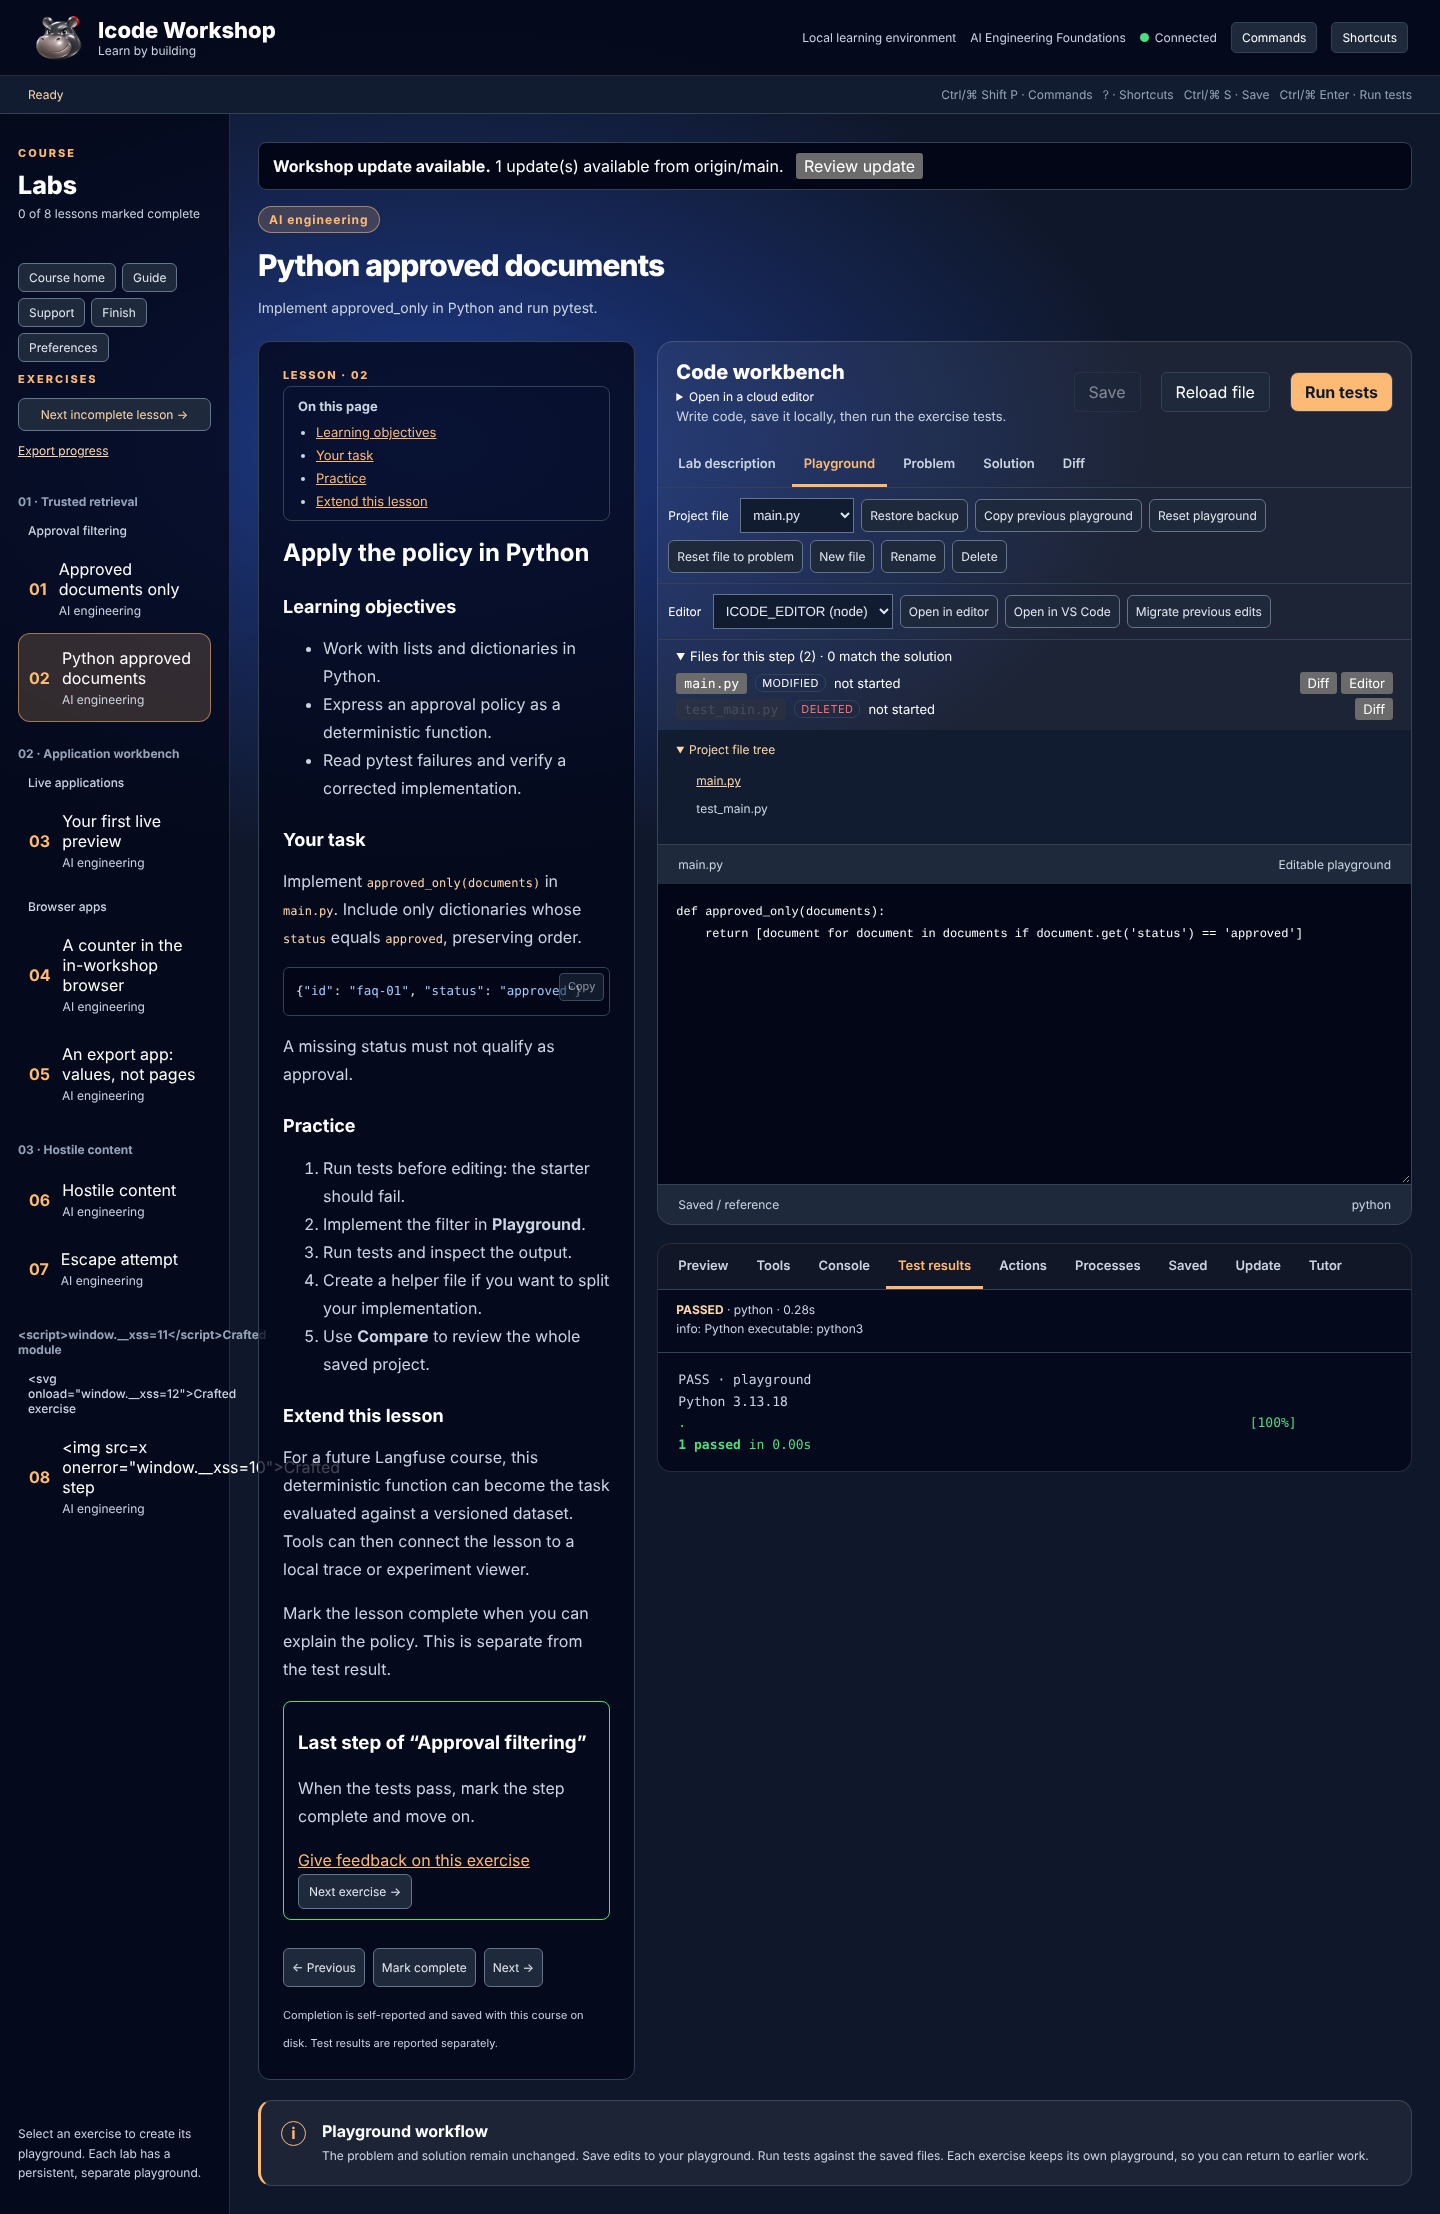 Icode Workshop
Learn by building
Local learning environment
AI Engineering Foundations
Connected
Commands
Shortcuts
Ready
Ctrl/⌘ Shift P · Commands
? · Shortcuts
Ctrl/⌘ S · Save
Ctrl/⌘ Enter · Run tests
COURSE
Labs
0 of 8 lessons marked complete
Course home
Guide
Support
Finish
Preferences
EXERCISES
Next incomplete lesson →
Export progress
01 · Trusted retrieval
Approval filtering
01
Approved
documents only
AI engineering
02
Python approved
documents
AI engineering
02 · Application workbench
Live applications
03
Your first live
preview
AI engineering
Browser apps
04
A counter in the
in-workshop
browser
AI engineering
05
An export app:
values, not pages
AI engineering
03 · Hostile content
06
Hostile content
AI engineering
07
Escape attempt
AI engineering
<script>window.__xss=11</script>Crafted
module
<svg
onload="window.__xss=12">Crafted
exercise
08
<img src=x
onerror="window.__xss=10">Crafted
step
AI engineering
Select an exercise to create its
playground. Each lab has a
persistent, separate playground.
Workshop update available. 1 update(s) available from origin/main.
Review update
AI engineering
Python approved documents
Implement approved_only in Python and run pytest.
LESSON · 02
On this page
• Learning objectives
• Your task
• Practice
• Extend this lesson
Apply the policy in Python
Learning objectives
• Work with lists and dictionaries in
Python.
• Express an approval policy as a
deterministic function.
• Read pytest failures and verify a
corrected implementation.
Your task
Implement approved_only(documents) in
main.py. Include only dictionaries whose
status equals approved, preserving order.
{"id": "faq-01", "status": "approved"}
Copy
A missing status must not qualify as
approval.
Practice
1. Run tests before editing: the starter
should fail.
2. Implement the filter in Playground.
3. Run tests and inspect the output.
4. Create a helper file if you want to split
your implementation.
5. Use Compare to review the whole
saved project.
Extend this lesson
For a future Langfuse course, this
deterministic function can become the task
evaluated against a versioned dataset.
Tools can then connect the lesson to a
local trace or experiment viewer.
Mark the lesson complete when you can
explain the policy. This is separate from
the test result.
Last step of “Approval filtering”
When the tests pass, mark the step
complete and move on.
Give feedback on this exercise
Next exercise →
← Previous
Mark complete
Next →
Completion is self-reported and saved with this course on
disk. Test results are reported separately.
Code workbench
▶ Open in a cloud editor
Write code, save it locally, then run the exercise tests.
Save
Reload file
Run tests
Lab description
Playground
Problem
Solution
Diff
Project file
main.py
Restore backup
Copy previous playground
Reset playground
Reset file to problem
New file
Rename
Delete
Editor
ICODE_EDITOR (node)
Open in editor
Open in VS Code
Migrate previous edits
▼ Files for this step (2) · 0 match the solution
main.py MODIFIED not started
Diff
Editor
test_main.py DELETED not started
Diff
▼ Project file tree
main.py
test_main.py
main.py
Editable playground
def approved_only(documents):
    return [document for document in documents if document.get('status') == 'approved']
Saved / reference
python
Preview
Tools
Console
Test results
Actions
Processes
Saved
Update
Tutor
PASSED · python · 0.28s
info: Python executable: python3
PASS · playground
Python 3.13.18
. [100%]
1 passed in 0.00s
i
Playground workflow
The problem and solution remain unchanged. Save edits to your playground. Run tests against the saved files. Each exercise keeps its own playground, so you can return to earlier work.